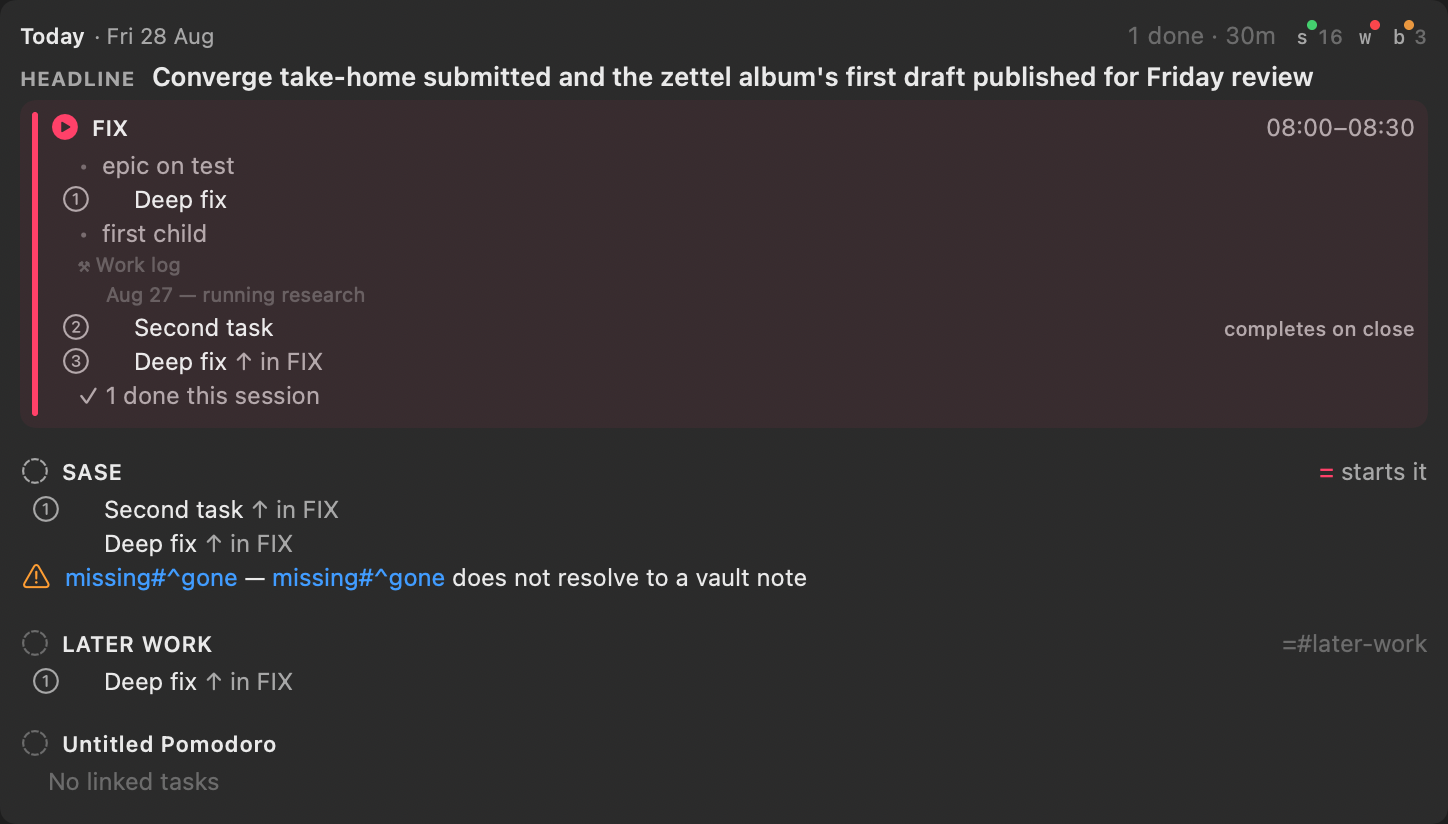 Today · Fri 28 Aug 1 done · 30m s 16 w b 3
HEADLINE Converge take-home submitted and the zettel album's first draft published for Friday review
FIX 08:00–08:30
• epic on test
1 Deep fix
• first child
⚒ Work log
Aug 27 — running research
2 Second task completes on close
3 Deep fix ↑ in FIX
✓ 1 done this session
SASE = starts it
1 Second task ↑ in FIX
Deep fix ↑ in FIX
missing#^gone — missing#^gone does not resolve to a vault note
LATER WORK =#later-work
1 Deep fix ↑ in FIX
Untitled Pomodoro
No linked tasks